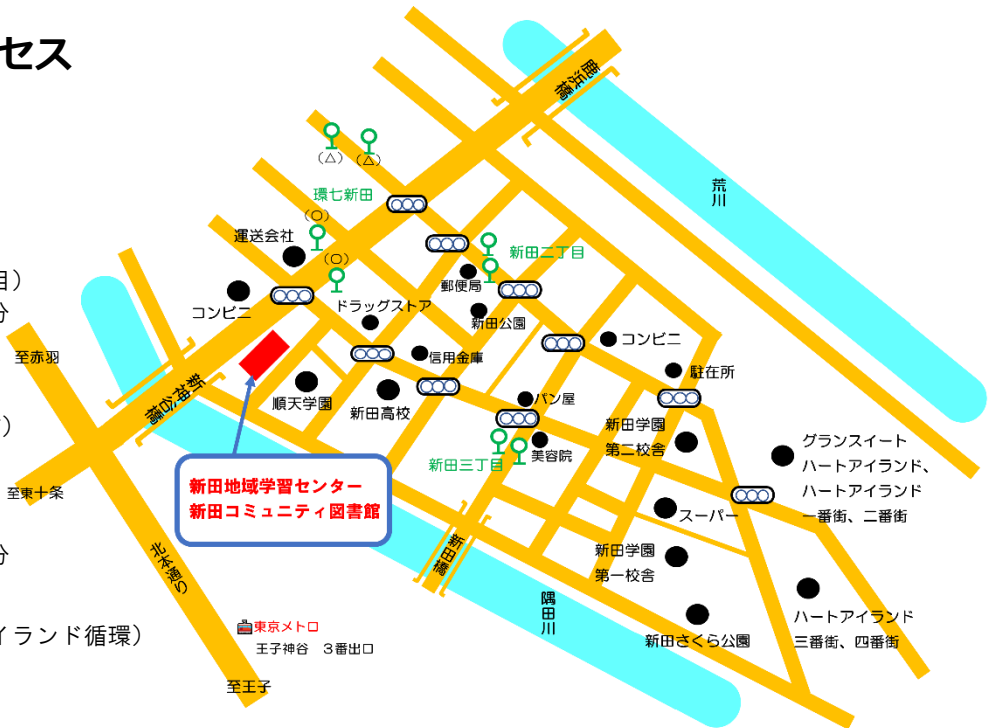 セス
目）
分
）
分
イランド循環）
鹿浜橋
荒川
(△)
(△)
環七新田
(○)
運送会社
(○)
新田二丁目
郵便局
コンビニ
ドラッグストア
新田公園
コンビニ
至赤羽
信用金庫
駐在所
新神谷橋
順天学園
新田高校
パン屋
新田学園
第二校舎
グランスイート
ハートアイランド、
ハートアイランド
一番街、二番街
美容院
新田三丁目
至東十条
新田地域学習センター
新田コミュニティ図書館
スーパー
新田橋
新田学園
第一校舎
北本通り
隅田川
東京メトロ
王子神谷　3番出口
新田さくら公園
ハートアイランド
三番街、四番街
至王子